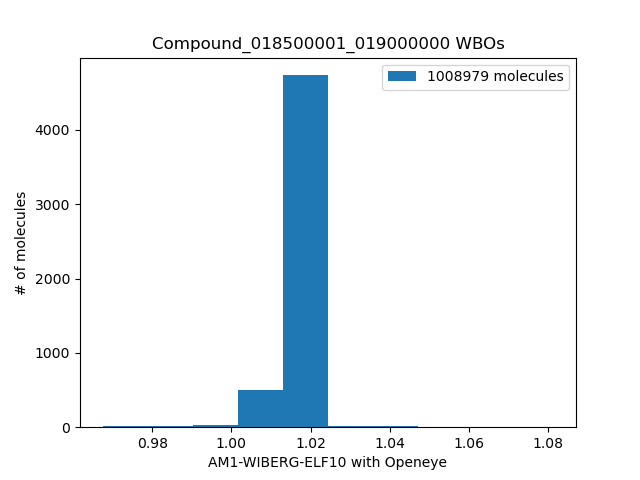 Compound_018500001_019000000 WBOs
1008979 molecules
# of molecules
4000
3000
2000
1000
0
0.98 1.00 1.02 1.04 1.06 1.08
AM1-WIBERG-ELF10 with Openeye